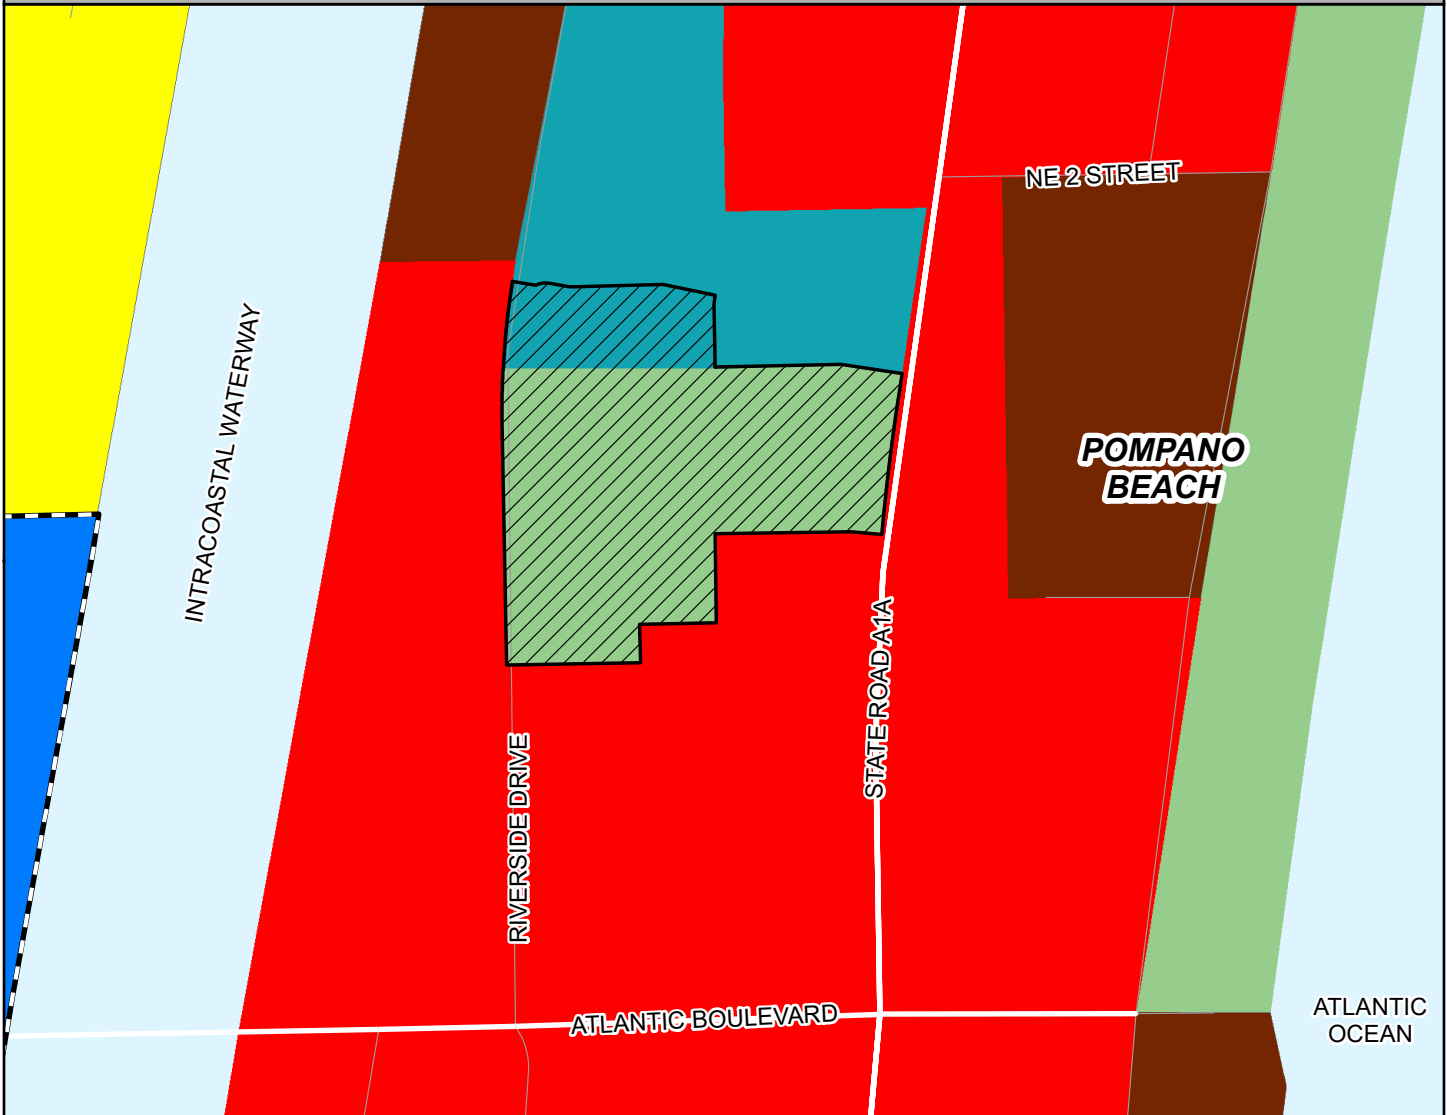 NE 2 STREET
INTRACOASTAL WATERWAY
POMPANO
BEACH
STATE ROAD A1A
RIVERSIDE DRIVE
ATLANTIC BOULEVARD
ATLANTIC
OCEAN